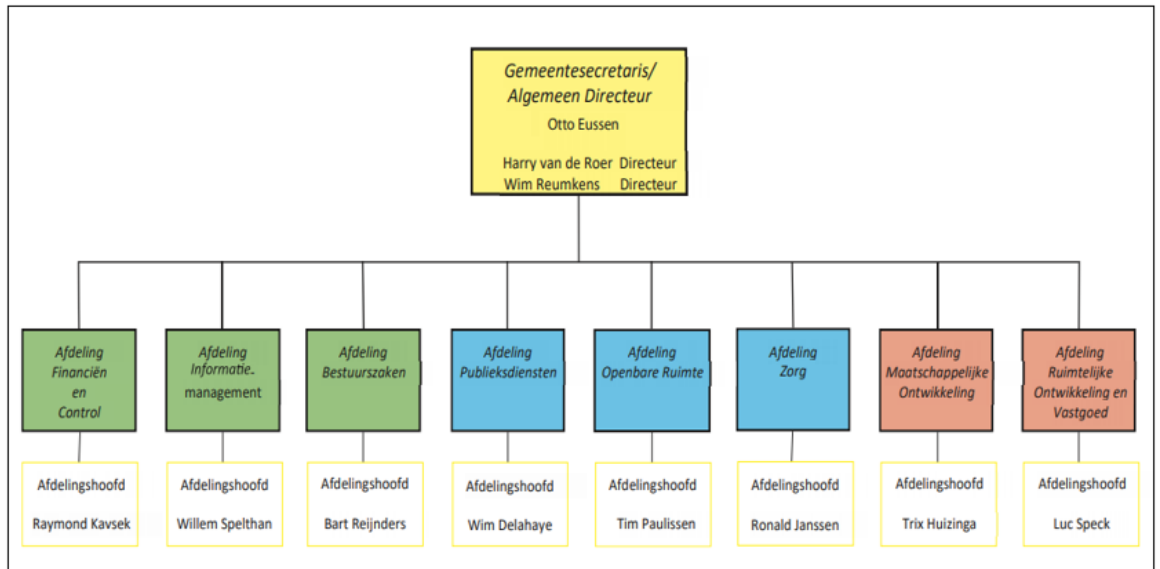 Gemeentesecretaris/
Algemeen Directeur
Otto Eussen
Harry van de Roer Directeur
Wim Reumkens Directeur
Afdeling
Financiën
en
Control
Afdeling
Informatie-
management
Afdeling
Bestuurszaken
Afdeling
Publieksdiensten
Afdeling
Openbare Ruimte
Afdeling
Zorg
Afdeling
Maatschappelijke
Ontwikkeling
Afdeling
Ruimtelijke
Ontwikkeling en
Vastgoed
Afdelingshoofd
Raymond Kavsek
Afdelingshoofd
Willem Spelthan
Afdelingshoofd
Bart Reijnders
Afdelingshoofd
Wim Delahaye
Afdelingshoofd
Tim Paulissen
Afdelingshoofd
Ronald Janssen
Afdelingshoofd
Trix Huizinga
Afdelingshoofd
Luc Speck